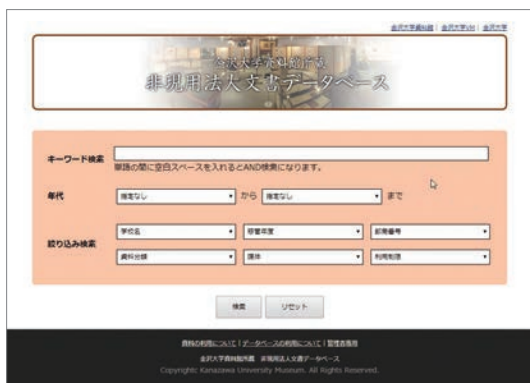 金沢大学資料館 | 金沢大学VM | 金沢大学
金沢大学資料館所蔵
非現用法人文書データベース
キーワード検索
単語の間に空白スペースを入れるとAND検索になります。
年代 指定なし から 指定なし まで
学校名 移管年度 部局番号
絞り込み検索
資料分類 媒体 利用制限
検索 リセット
資料の利用について | データベースの利用について | 管理者専用
金沢大学資料館所蔵 非現用法人文書データベース
Copyright© Kanazawa University Museum. All Rights Reserved.